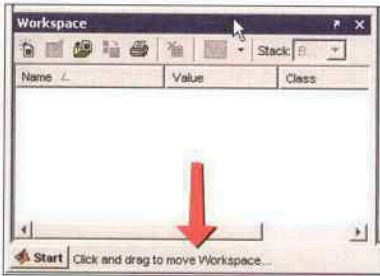 Workspace
Stack: B...
Name Value Class
Start Click and drag to move Workspace...